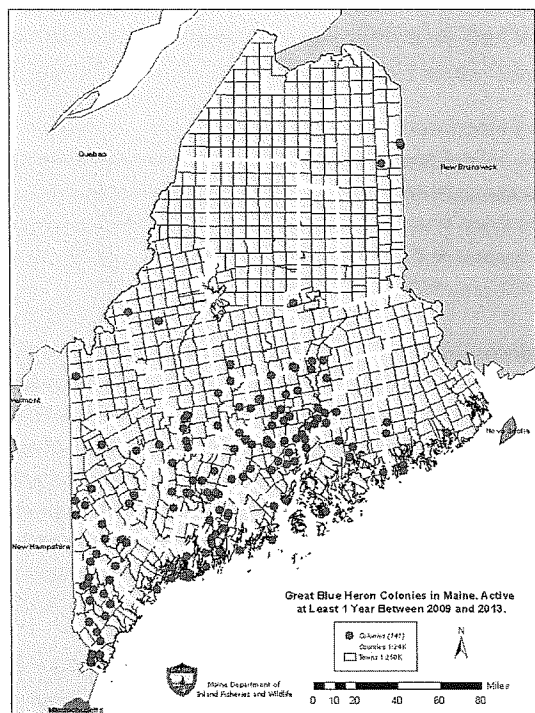 Quebec
New Brunswick
Vermont
Nova Scotia
New Hampshire
Great Blue Heron Colonies in Maine, Active
at Least 1 Year Between 2009 and 2013.
Colonies (141)
Counties 1:24K
Towns 1:250K
N
Maine Department of
Inland Fisheries and Wildlife
0 10 20 40 60 80 Miles
Massachusetts